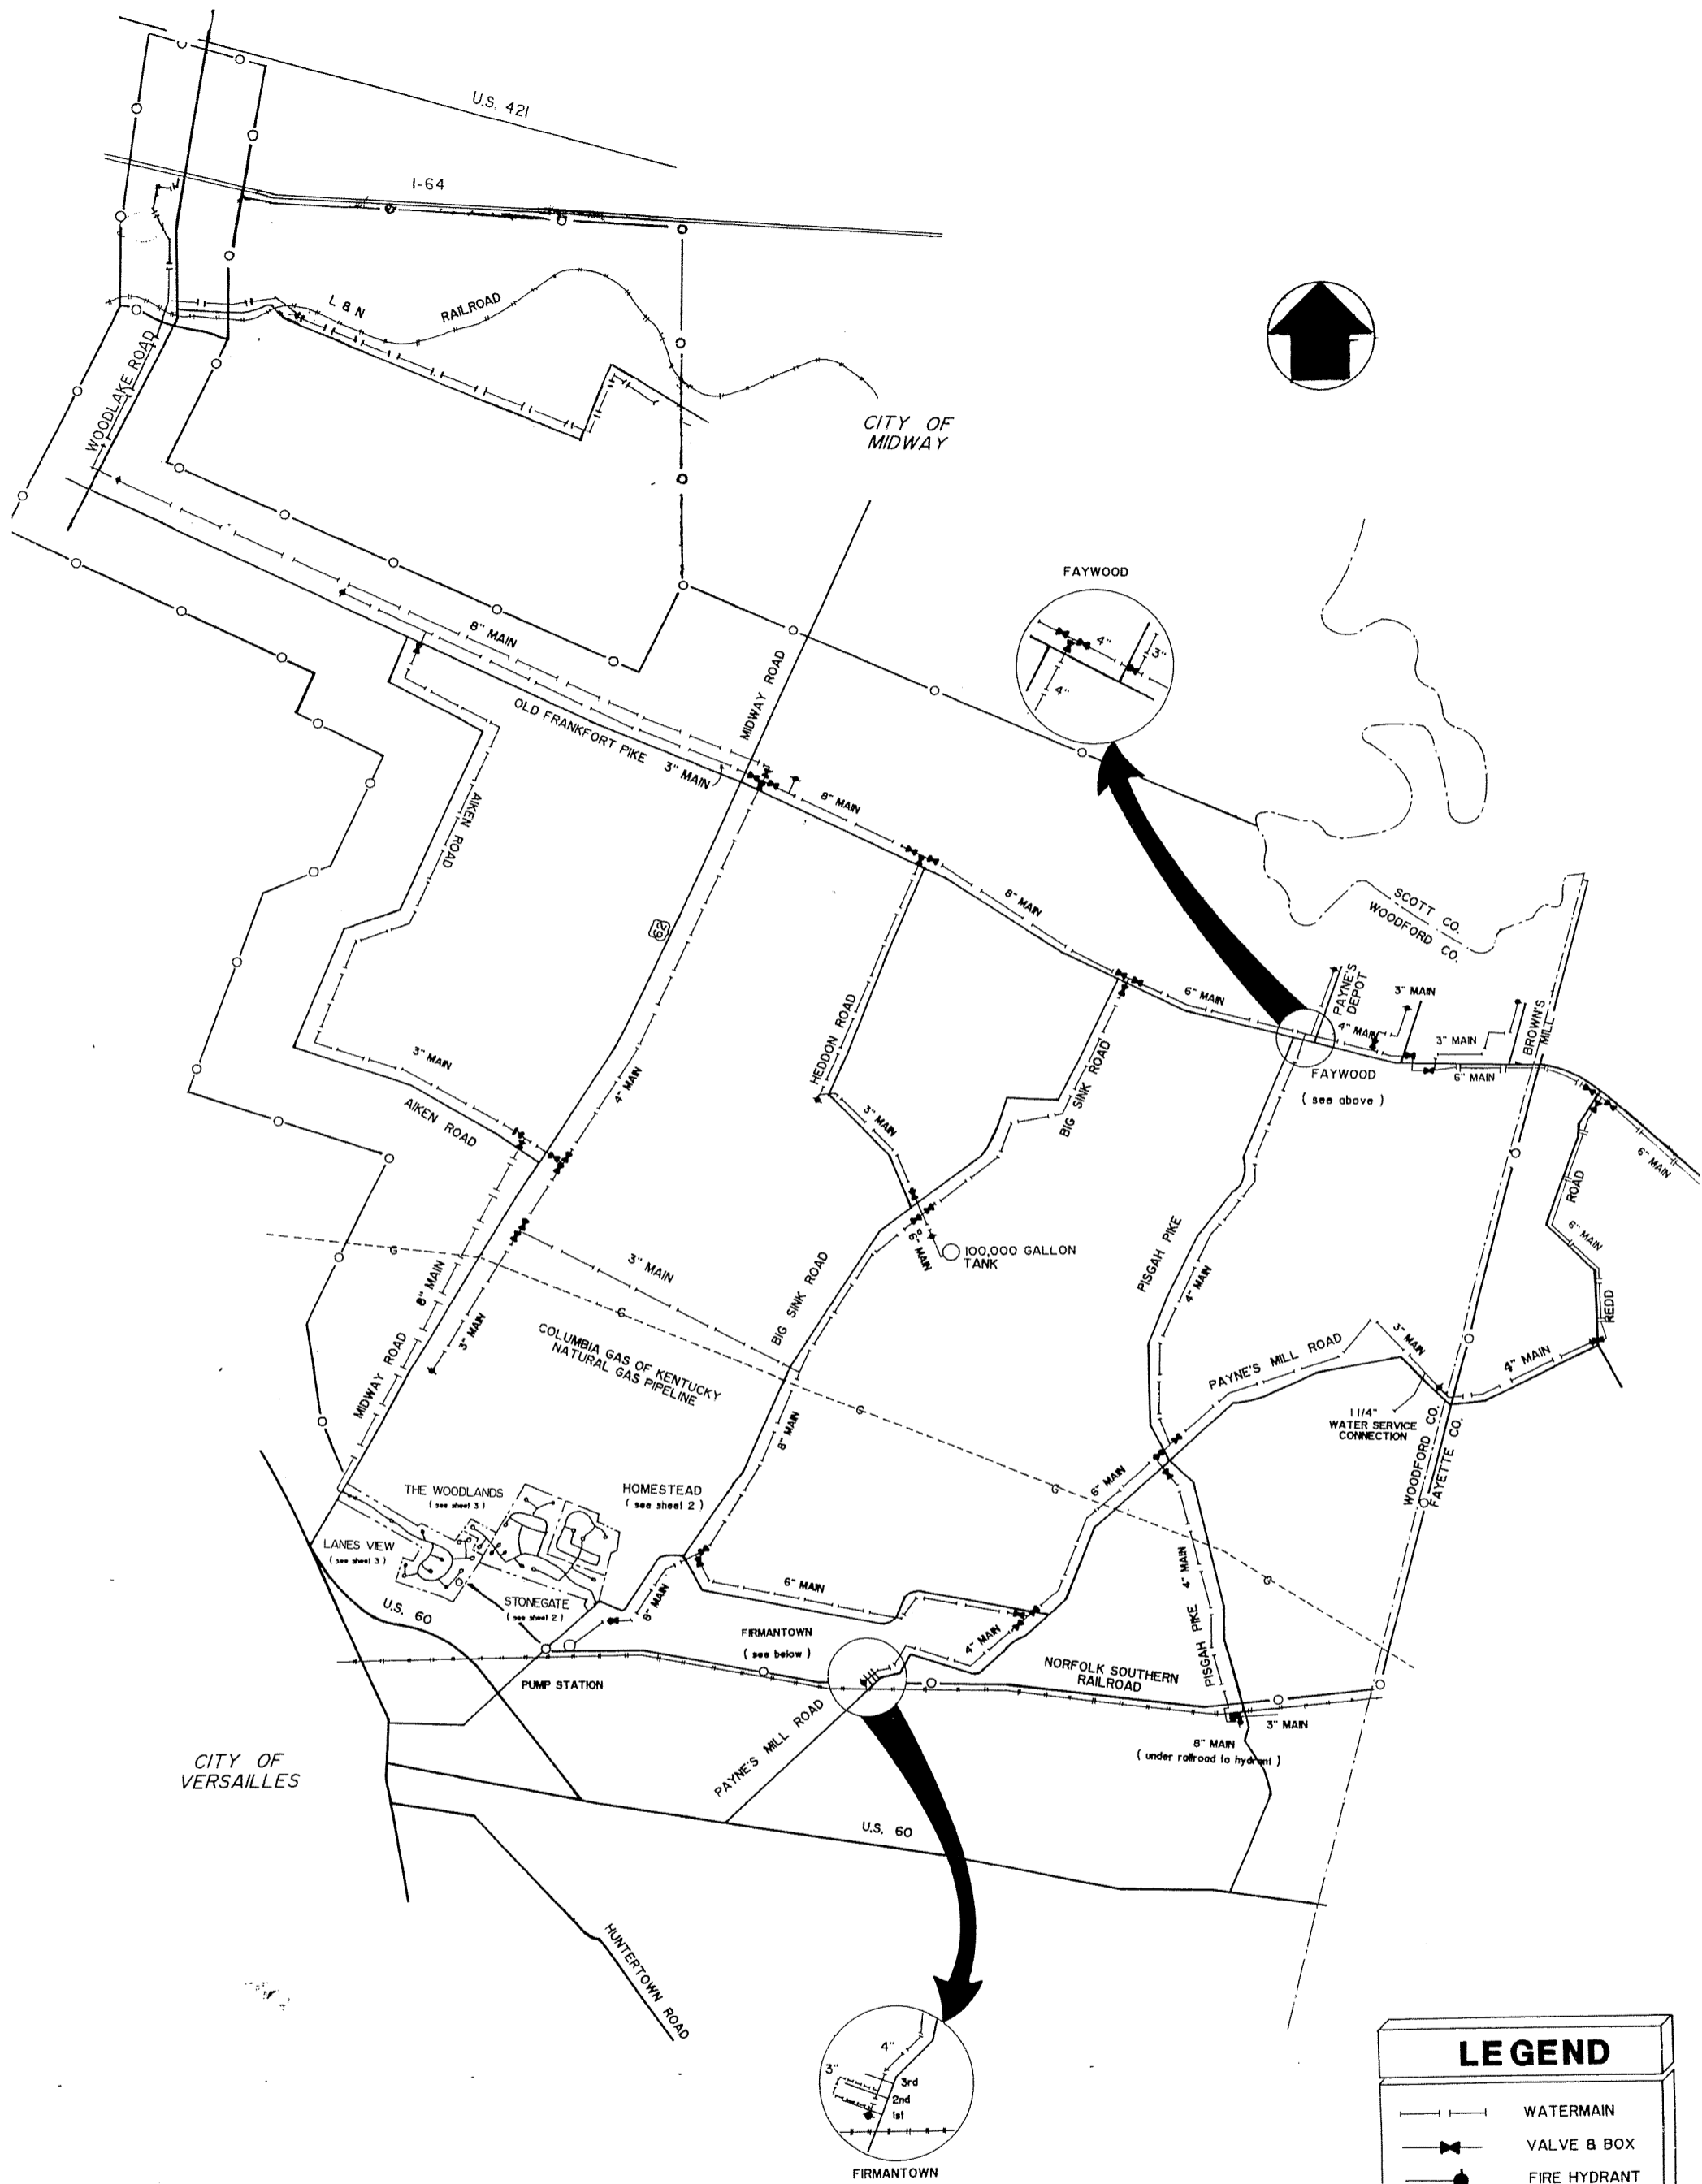 U.S. 421
I-64
L & N
RAILROAD
WOODLAKE ROAD
CITY OF
MIDWAY
FAYWOOD
4"
3"
4"
8" MAIN
MIDWAY ROAD
OLD FRANKFORT PIKE
3" MAIN
8" MAIN
AIKEN ROAD
62
8" MAIN
SCOTT CO.
WOODFORD CO.
PAYNE'S
DEPOT
3" MAIN
6" MAIN
4" MAIN
3" MAIN
BROWN'S
MILL
6" MAIN
FAYWOOD
( see above )
HEDDON ROAD
BIG SINK ROAD
3" MAIN
4" MAIN
AIKEN ROAD
3" MAIN
6" MAIN
ROAD
6" MAIN
REDD
PISGAH PIKE
4" MAIN
6" MAIN
100,000 GALLON
TANK
G
3" MAIN
8" MAIN
BIG SINK ROAD
G
3" MAIN
COLUMBIA GAS OF KENTUCKY
NATURAL GAS PIPELINE
MIDWAY ROAD
PAYNE'S MILL ROAD
3" MAIN
4" MAIN
G
1 1/4"
WATER SERVICE
CONNECTION
8" MAIN
WOODFORD CO.
FAYETTE CO.
6" MAIN
G
THE WOODLANDS
( see sheet 3 )
HOMESTEAD
( see sheet 2 )
LANES VIEW
( see sheet 3 )
4" MAIN
G
6" MAIN
STONEGATE
( see sheet 2 )
8" MAIN
U.S. 60
FIRMANTOWN
( see below )
4" MAIN
PISGAH PIKE
NORFOLK SOUTHERN
RAILROAD
PUMP STATION
3" MAIN
8" MAIN
( under railroad to hydrant )
PAYNE'S MILL ROAD
CITY OF
VERSAILLES
U.S. 60
HUNTERTOWN ROAD
4"
3"
3rd
2nd
1st
FIRMANTOWN
LEGEND
WATERMAIN
VALVE & BOX
FIRE HYDRANT